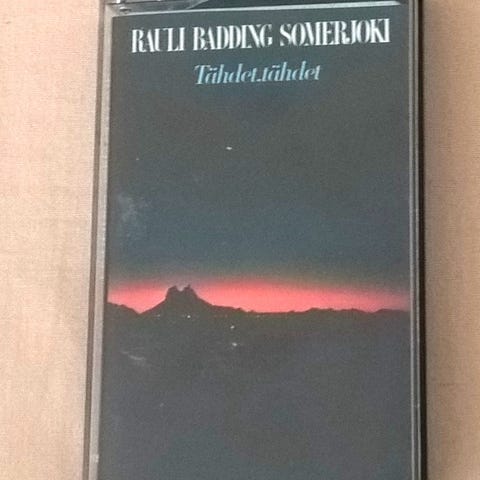 RAULI BADDING SOMERJOKI
Tähdet, tähdet